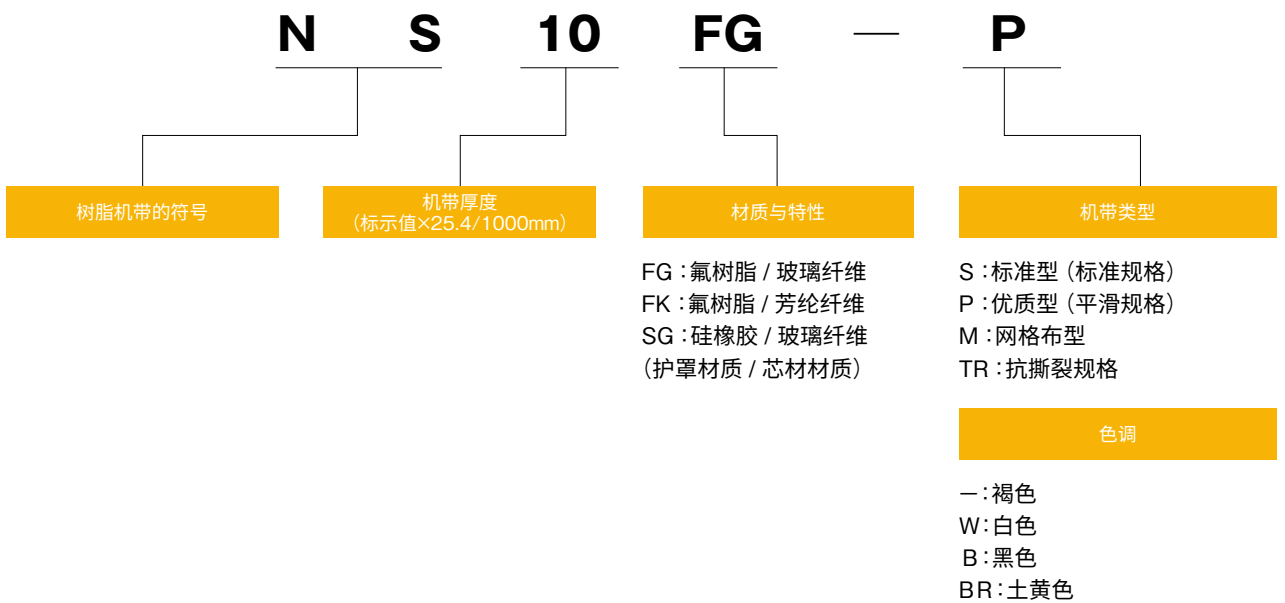 N S 10 FG — P
树脂机带的符号
机带厚度
（标示值×25.4/1000mm）
材质与特性
机带类型
FG：氟树脂 / 玻璃纤维
FK：氟树脂 / 芳纶纤维
SG：硅橡胶 / 玻璃纤维
（护罩材质 / 芯材材质）
S：标准型（标准规格）
P：优质型（平滑规格）
M：网格布型
TR：抗撕裂规格
色调
—：褐色
W：白色
B：黑色
BR：土黄色